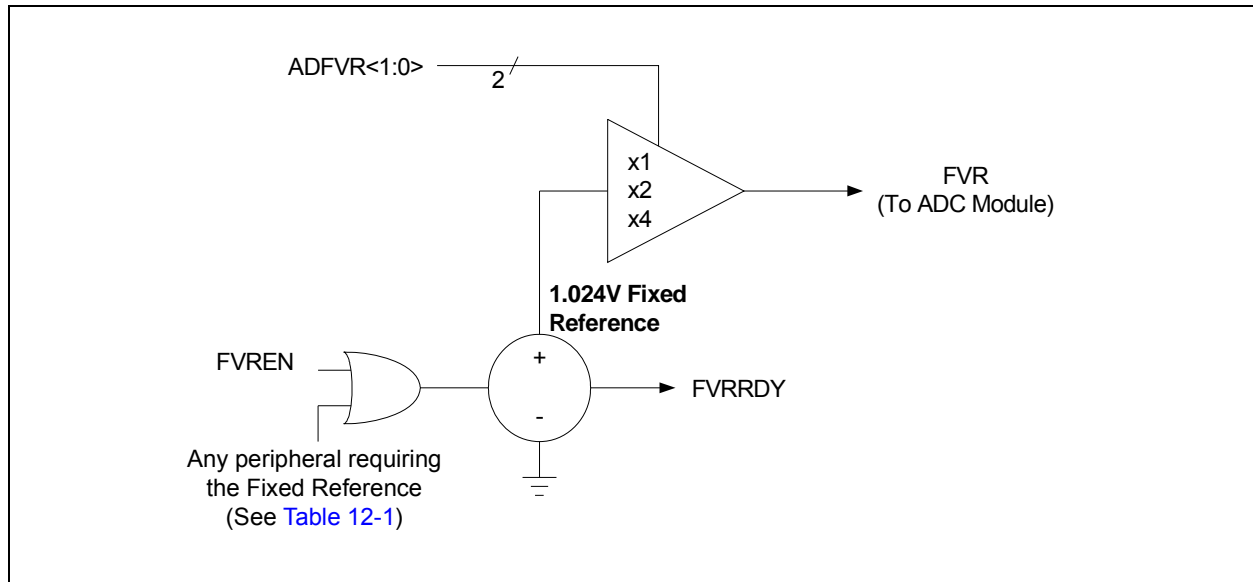 ADFVR<1:0>
2
x1
x2
x4
FVR
(To ADC Module)
1.024V Fixed
Reference
+
-
FVREN
FVRRDY
Any peripheral requiring
the Fixed Reference
(See Table 12-1)